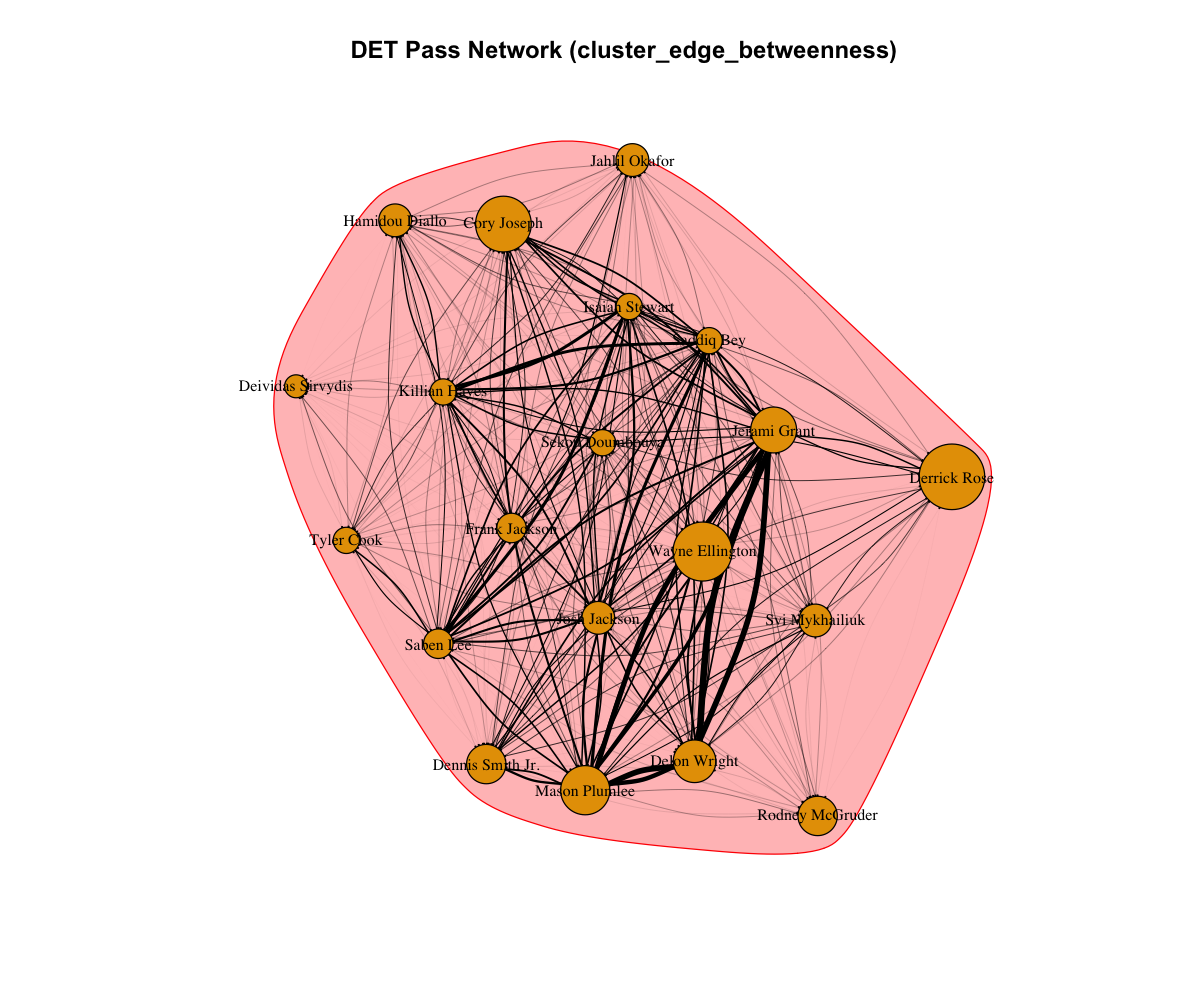 DET Pass Network (cluster_edge_betweenness)
Jahlil Okafor
Hamidou Diallo
Cory Joseph
Isaiah Stewart
Saddiq Bey
Deividas Sirvydis
Killian Hayes
Jerami Grant
Sekou Doumbouya
Derrick Rose
Frank Jackson
Tyler Cook
Wayne Ellington
Josh Jackson
Svi Mykhailiuk
Saben Lee
Dennis Smith Jr.
Delon Wright
Mason Plumlee
Rodney McGruder